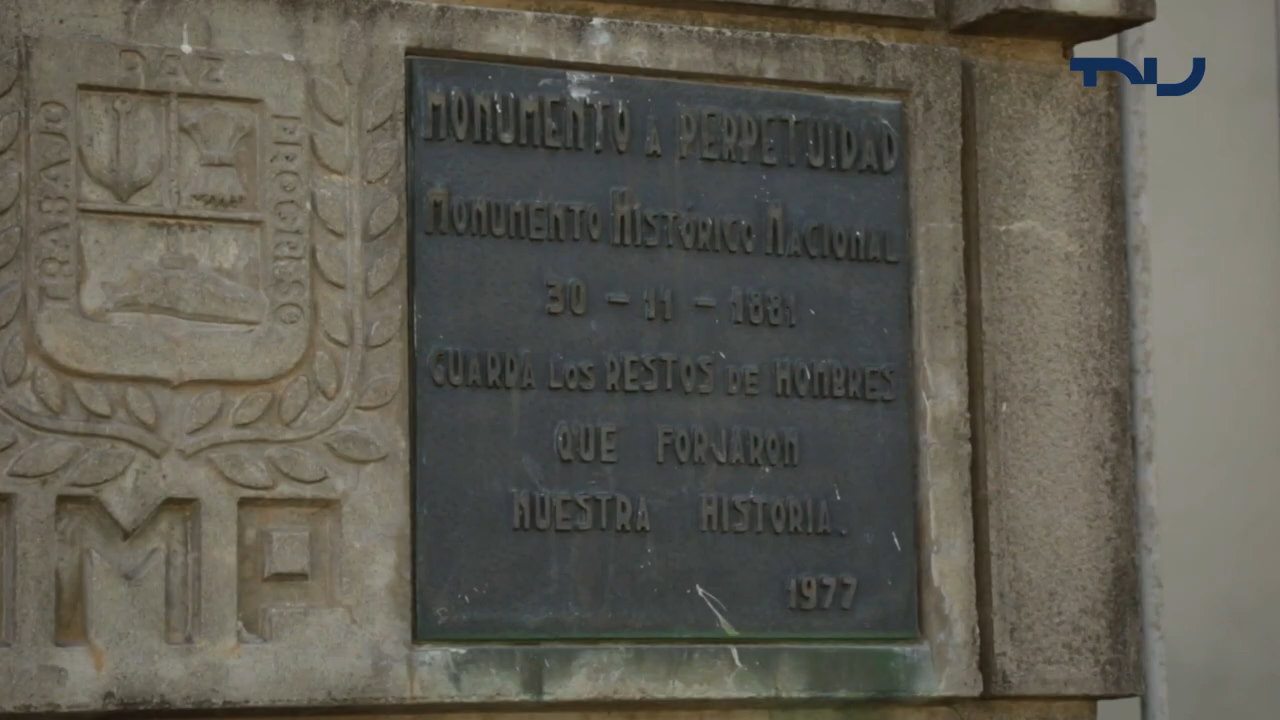 PAZ
TRABAJO
PROGRESO
MP
MONUMENTO A PERPETUIDAD
MONUMENTO HISTÓRICO NACIONAL
30 - 11 - 1881
GUARDA LOS RESTOS DE HOMBRES
QUE FORJARON
NUESTRA HISTORIA.
1977